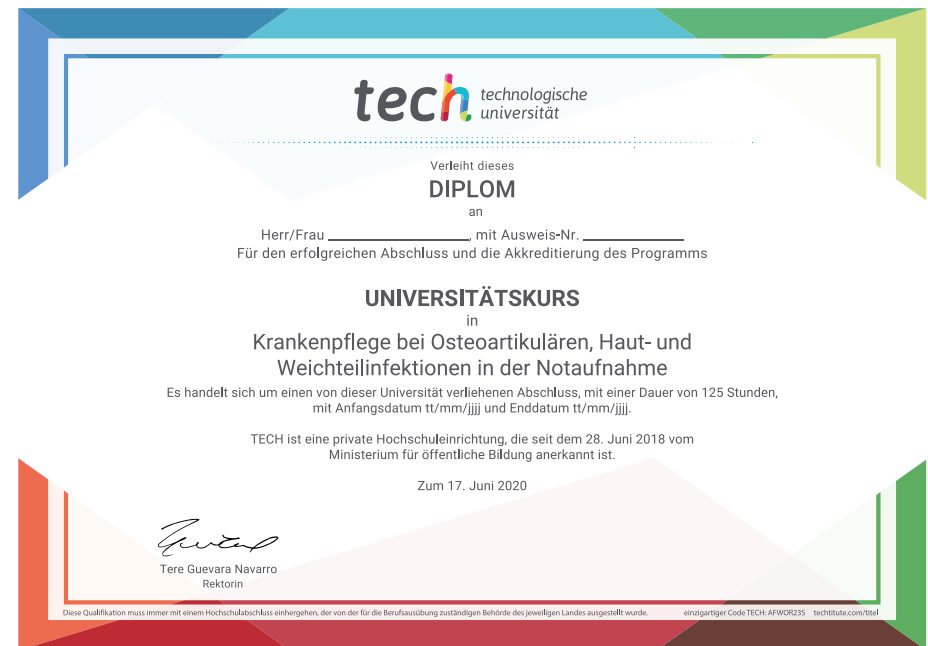 tech technologische
universität
Verleiht dieses
DIPLOM
an
Herr/Frau ____________________, mit Ausweis-Nr. ______________
Für den erfolgreichen Abschluss und die Akkreditierung des Programms
UNIVERSITÄTSKURS
in
Krankenpflege bei Osteoartikulären, Haut- und
Weichteilinfektionen in der Notaufnahme
Es handelt sich um einen von dieser Universität verliehenen Abschluss, mit einer Dauer von 125 Stunden,
mit Anfangsdatum tt/mm/jjjj und Enddatum tt/mm/jjjj.
TECH ist eine private Hochschuleinrichtung, die seit dem 28. Juni 2018 vom
Ministerium für öffentliche Bildung anerkannt ist.
Zum 17. Juni 2020
Tere Guevara Navarro
Rektorin
Diese Qualifikation muss immer mit einem Hochschulabschluss einhergehen, der von der für die Berufsausübung zuständigen Behörde des jeweiligen Landes ausgestellt wurde. einzigartiger Code TECH: AFWOR235 techtitute.com/titel